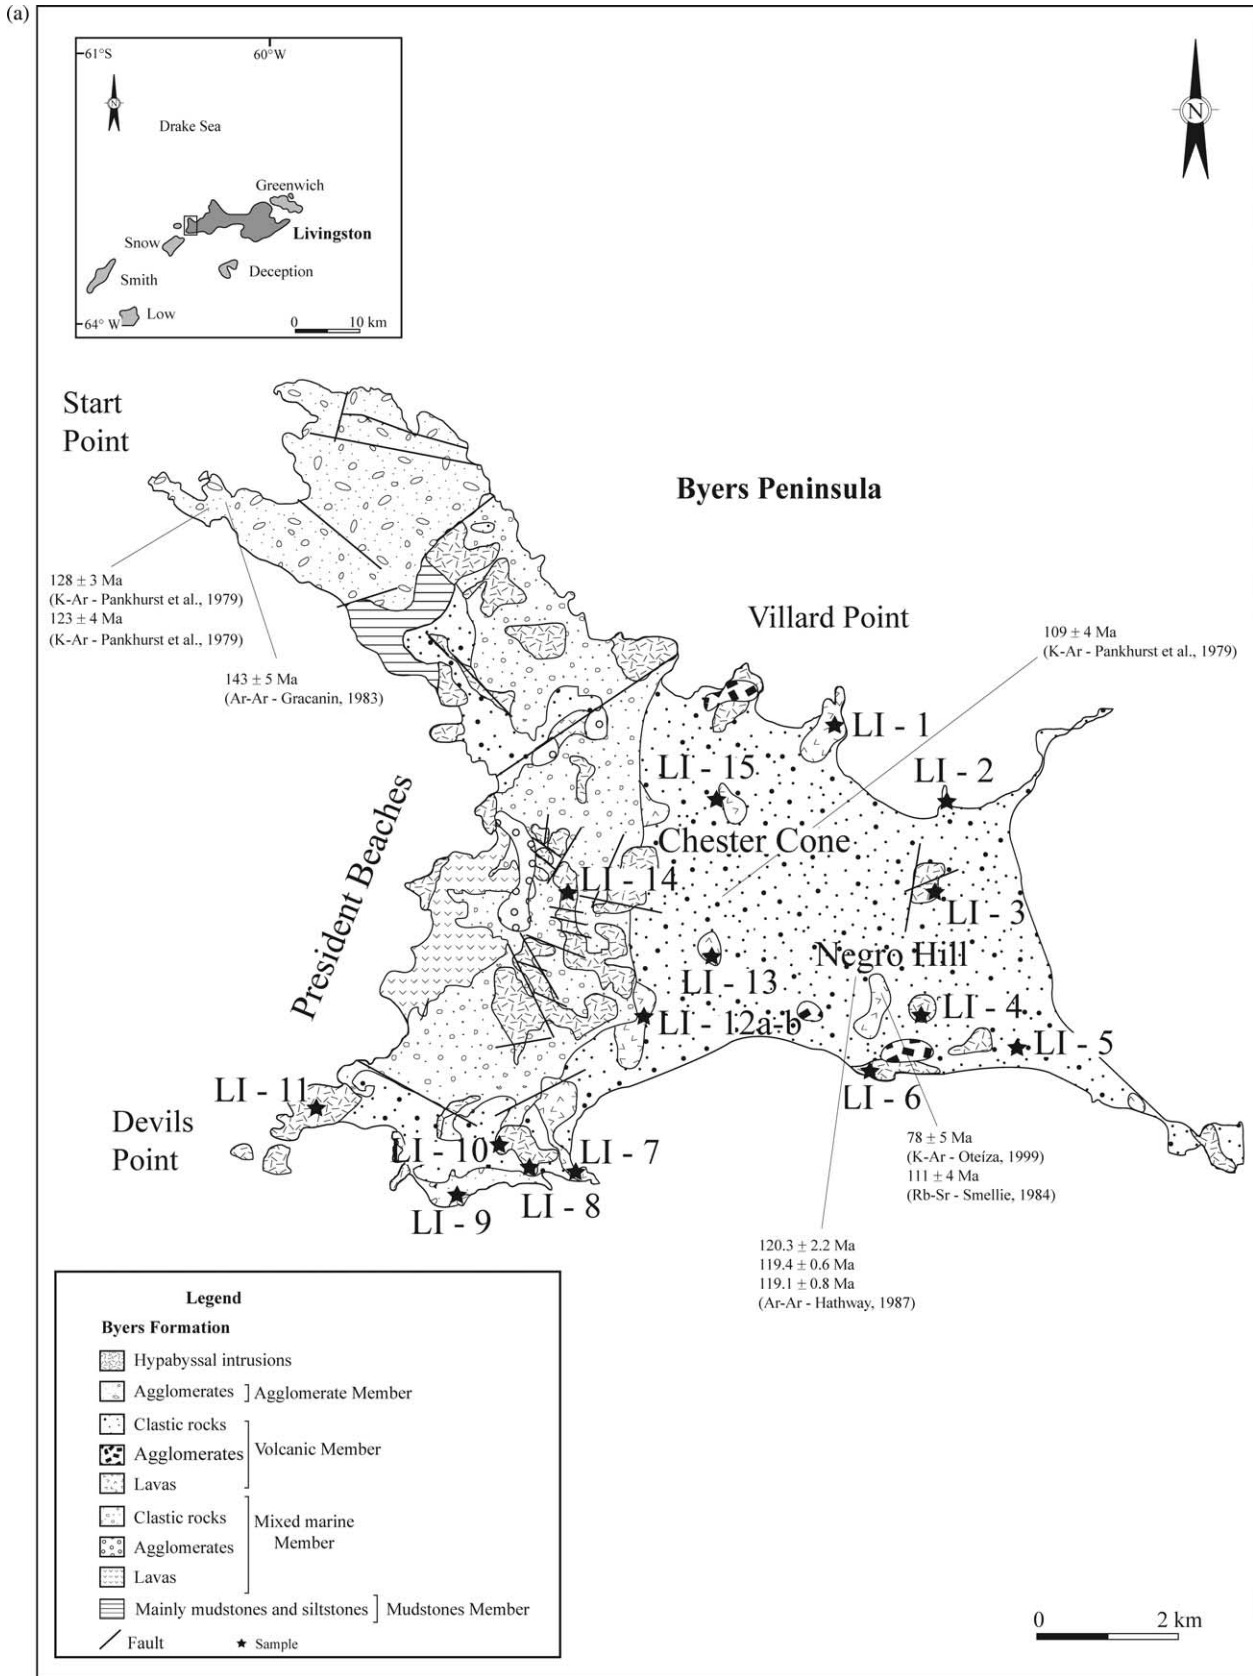 (a)
61°S
60°W
N
Drake Sea
Greenwich
Livingston
Snow
Smith
Deception
Low
64° W
0 10 km
N
Start
Point
Byers Peninsula
128 ± 3 Ma
(K-Ar - Pankhurst et al., 1979)
123 ± 4 Ma
(K-Ar - Pankhurst et al., 1979)
143 ± 5 Ma
(Ar-Ar - Gracanin, 1983)
Villard Point
109 ± 4 Ma
(K-Ar - Pankhurst et al., 1979)
LI - 1
LI - 15
LI - 2
Chester Cone
President Beaches
LI - 14
LI - 3
Negro Hill
LI - 13
LI - 12a-b
LI - 4
LI - 5
LI - 6
LI - 11
Devils
Point
LI - 10
LI - 7
LI - 8
LI - 9
78 ± 5 Ma
(K-Ar - Oteíza, 1999)
111 ± 4 Ma
(Rb-Sr - Smellie, 1984)
120.3 ± 2.2 Ma
119.4 ± 0.6 Ma
119.1 ± 0.8 Ma
(Ar-Ar - Hathway, 1987)
Legend
Byers Formation
Hypabyssal intrusions
Agglomerates
Agglomerate Member
Clastic rocks
Agglomerates
Lavas
Volcanic Member
Clastic rocks
Agglomerates
Lavas
Mixed marine
Member
Mainly mudstones and siltstones
Mudstones Member
Fault
Sample
0 2 km